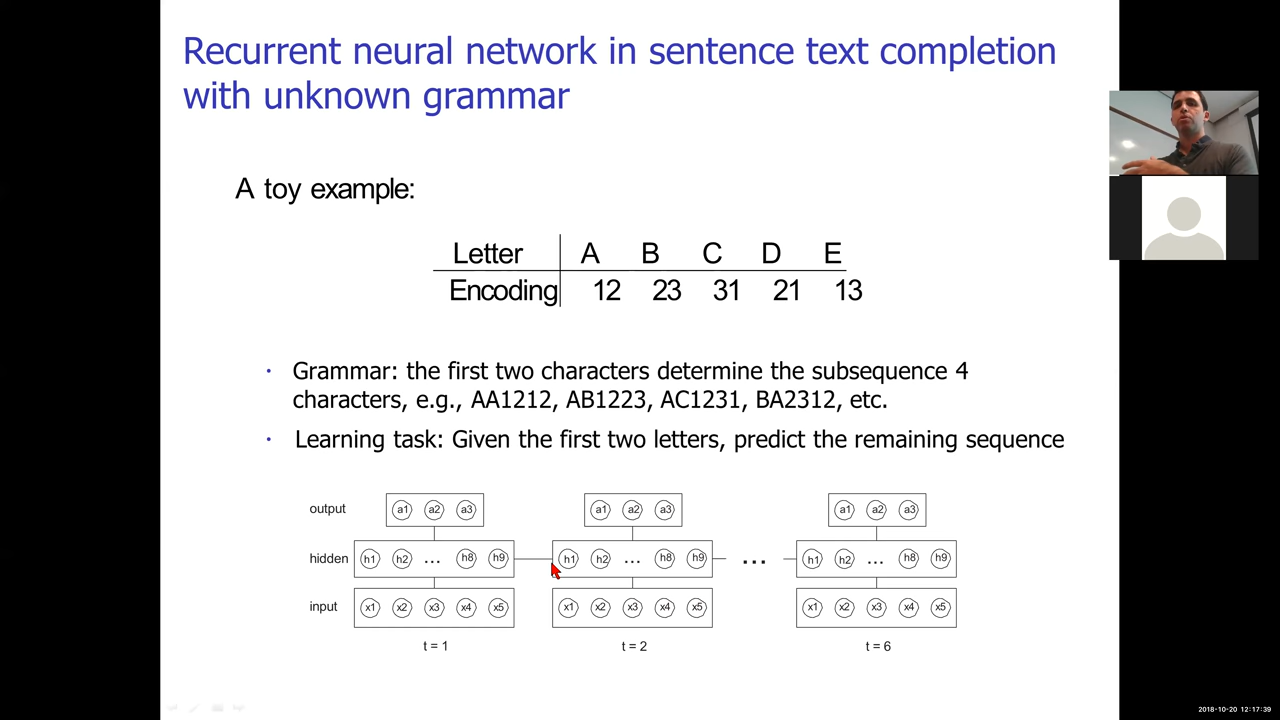 Recurrent neural network in sentence text completion
with unknown grammar
A toy example:
Letter A B C D E
Encoding 12 23 31 21 13
• Grammar: the first two characters determine the subsequence 4
characters, e.g., AA1212, AB1223, AC1231, BA2312, etc.
• Learning task: Given the first two letters, predict the remaining sequence
output a1 a2 a3 a1 a2 a3 a1 a2 a3
hidden h1 h2 ... h8 h9 h1 h2 ... h8 h9 ... h1 h2 ... h8 h9
input x1 x2 x3 x4 x5 x1 x2 x3 x4 x5 x1 x2 x3 x4 x5
t = 1 t = 2 t = 6
2018-10-20 12:17:39